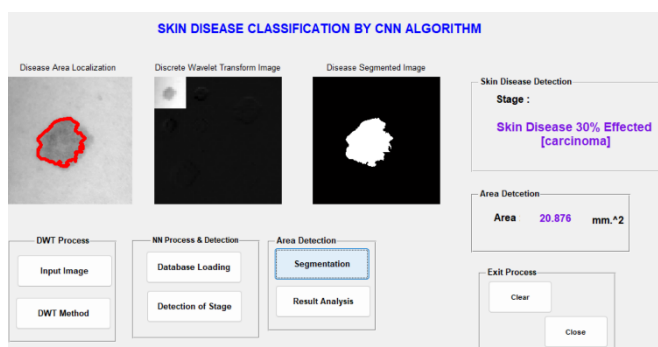 SKIN DISEASE CLASSIFICATION BY CNN ALGORITHM
Disease Area Localization
Discrete Wavelet Transform Image
Disease Segmented Image
Skin Disease Detection
Stage :
Skin Disease 30% Effected
[carcinoma]
Area Detcetion
Area 20.876 mm.^2
DWT Process
Input Image
DWT Method
NN Process & Detection
Database Loading
Detection of Stage
Area Detection
Segmentation
Result Analysis
Exit Process
Clear
Close